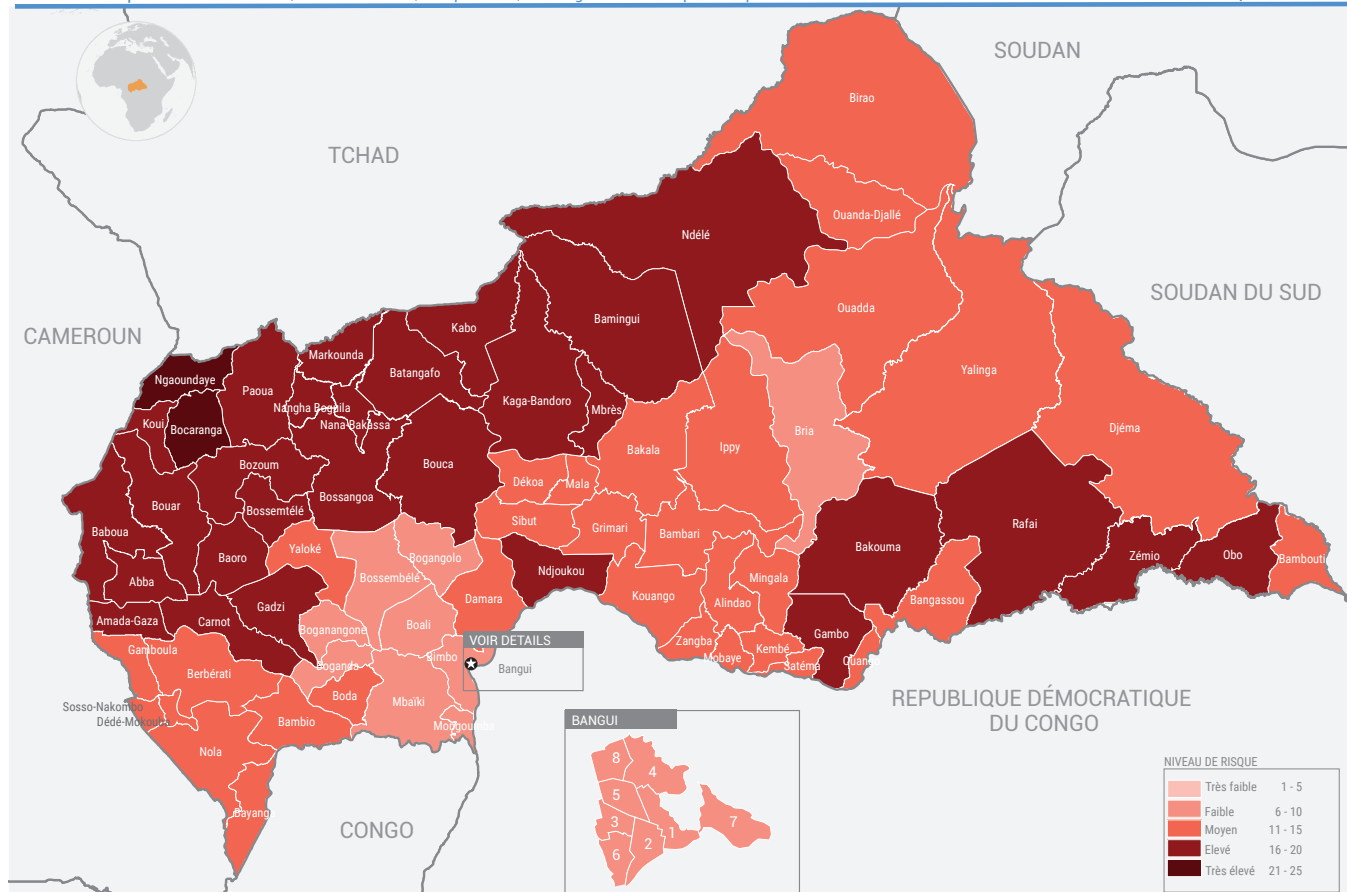 SOUDAN
Birao
TCHAD
Ouanda-Djallé
Ndélé
SOUDAN DU SUD
Ouadda
Bamingui
Kabo
CAMEROUN
Markounda
Yalinga
Batangafo
Ngaoundaye
Paoua
Kaga-Bandoro
Nangha Boguila
Mbrès
Koui
Nana-Bakassa
Bocaranga
Bria
Djéma
Ippy
Bakala
Bozoum
Bouca
Dékoa
Mala
Bossangoa
Bouar
Bossemtélé
Sibut
Rafai
Grimari
Baboua
Bambari
Bakouma
Yaloké
Bogangolo
Baoro
Zémio
Obo
Bambouti
Ndjoukou
Bossembélé
Abba
Mingala
Damara
Kouango
Bangassou
Alindao
Gadzi
Amada-Gaza
Carnot
Boali
Boganangone
Gambo
VOIR DETAILS
Zangba
Gamboula
Kembé
Bimbo
Mobaye
Satéma
Bangui
Boganda
Berbérati
Boda
REPUBLIQUE DÉMOCRATIQUE
DU CONGO
Mbaïki
Sosso-Nakombo
Dédé-Mokouba
Bambio
BANGUI
Nola
8
4
NIVEAU DE RISQUE
Très faible 1 - 5
5
Faible 6 - 10
3
7
1
Moyen 11 - 15
CONGO
2
Elevé 16 - 20
6
Très élevé 21 - 25